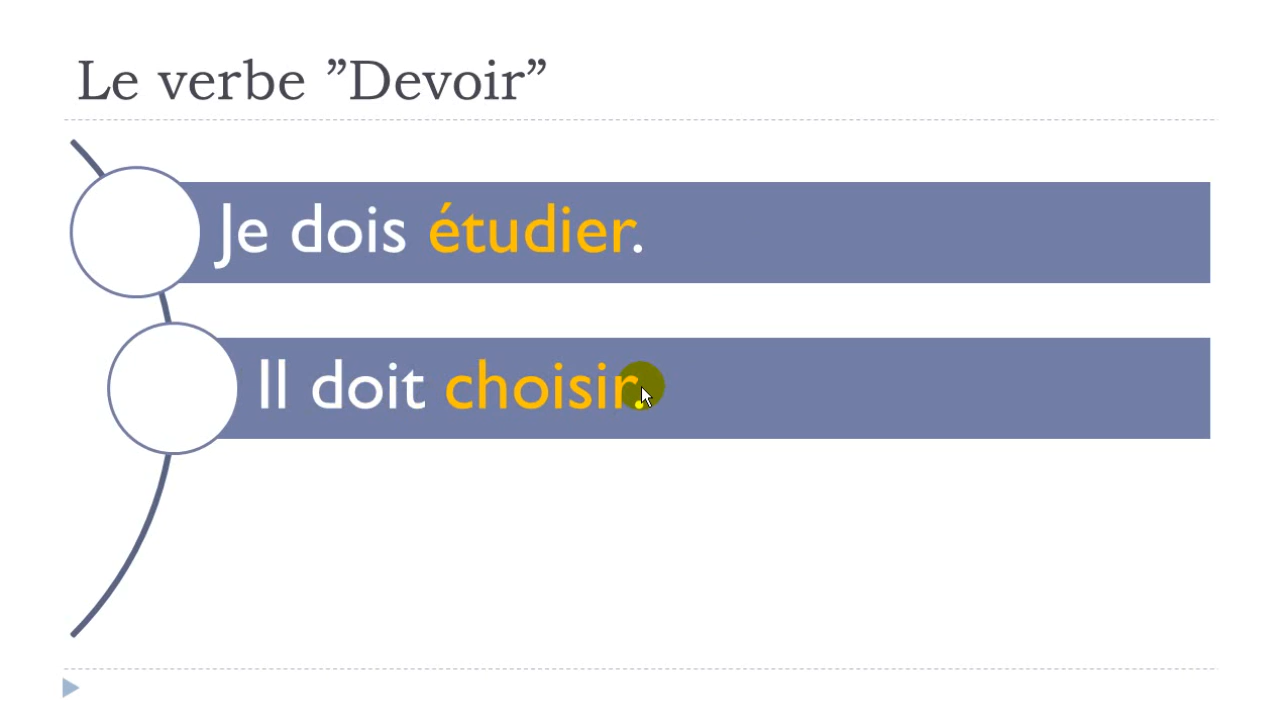 Le verbe ”Devoir”
Je dois étudier.
Il doit choisir.